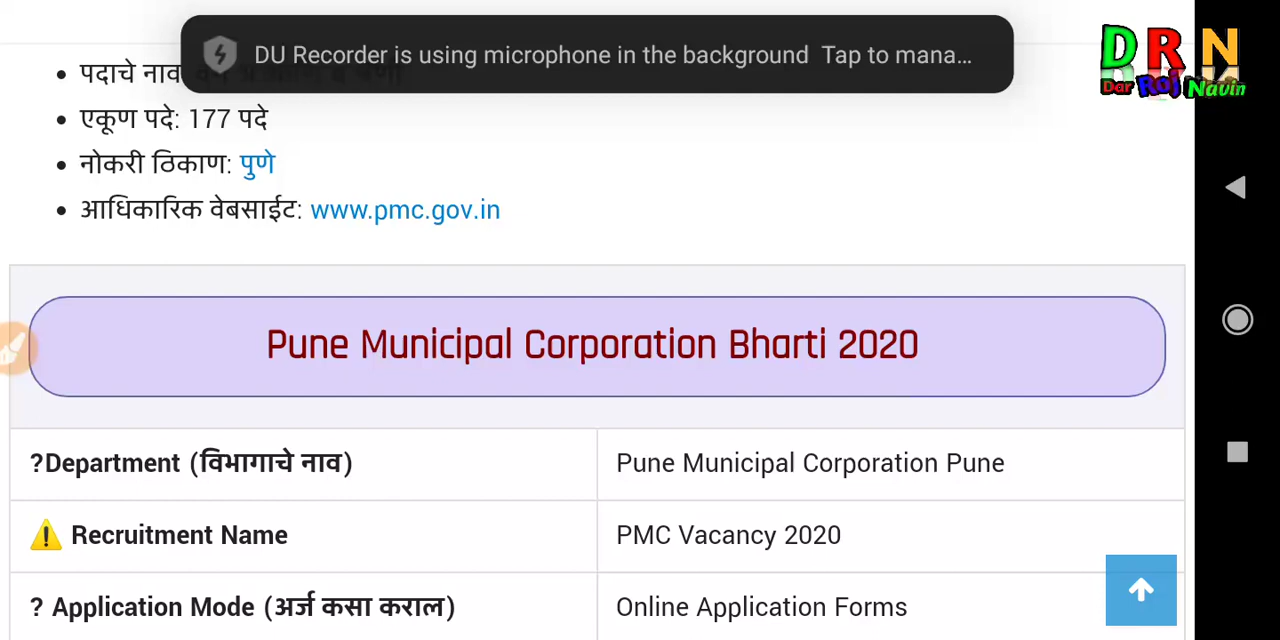 DU Recorder is using microphone in the background Tap to mana...
DRN
Dar Roj Navin
पदाचे नाव
एकूण पदे: 177 पदे
नोकरी ठिकाण: पुणे
आधिकारिक वेबसाईट: www.pmc.gov.in
Pune Municipal Corporation Bharti 2020
?Department (विभागाचे नाव) Pune Municipal Corporation Pune
Recruitment Name PMC Vacancy 2020
? Application Mode (अर्ज कसा कराल) Online Application Forms